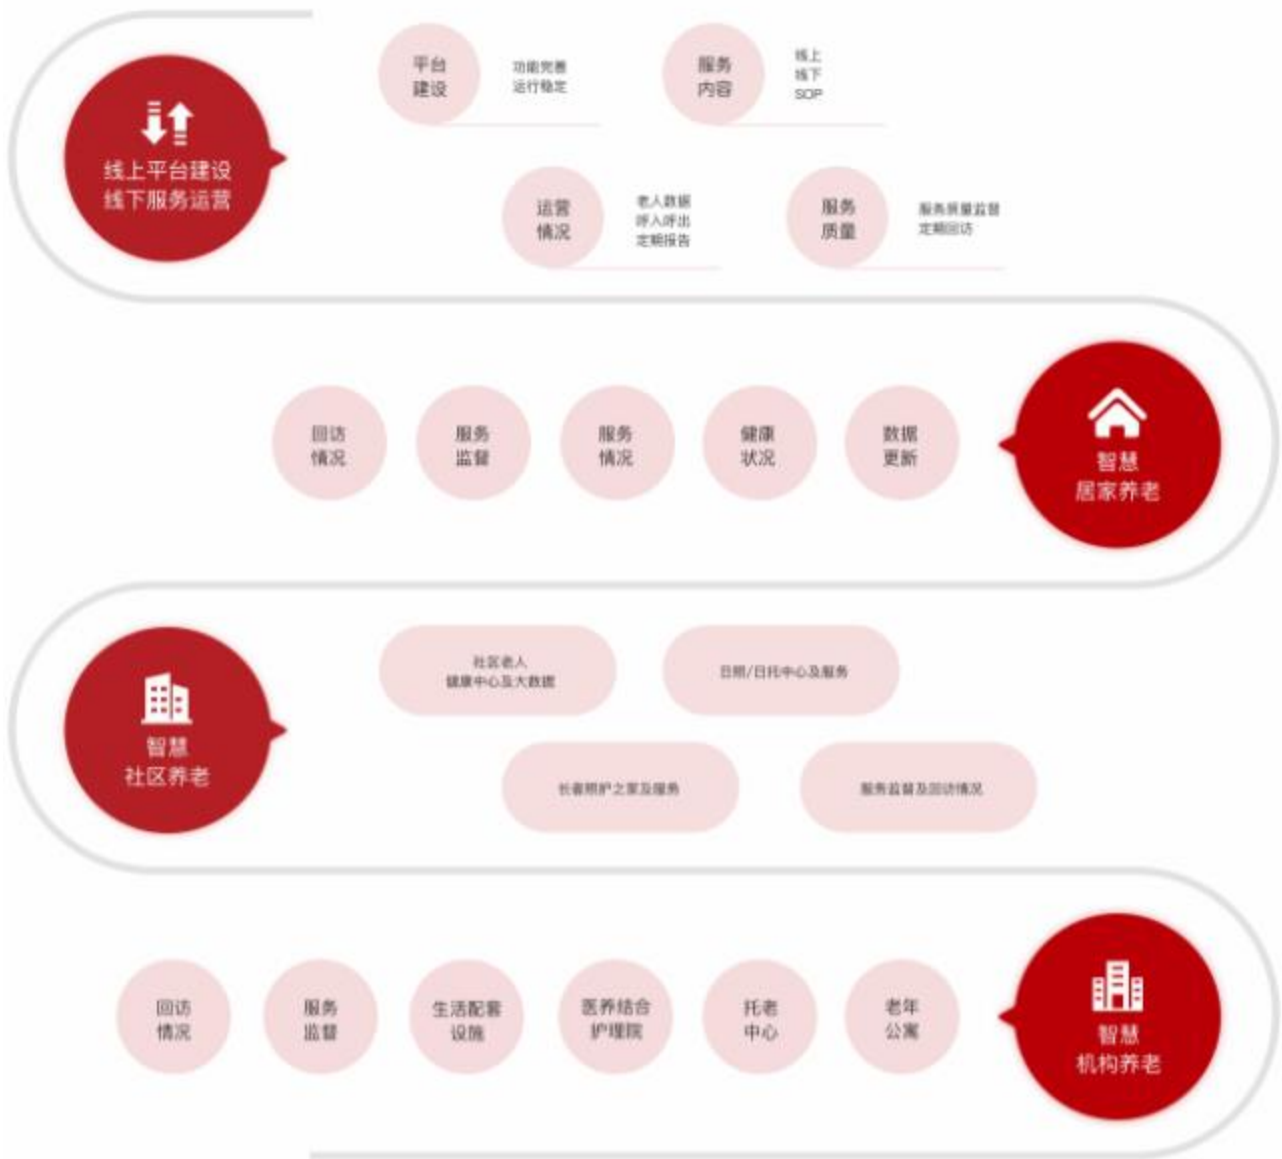 线上平台建设
线下服务运营
平台
建设
功能完善
运行稳定
服务
内容
线上
线下
SOP
运营
情况
老人数据
呼入呼出
定期报告
服务
质量
服务质量监督
定期回访
回访
情况
服务
监督
服务
情况
健康
状况
数据
更新
智慧
居家养老
智慧
社区养老
社区老人
健康中心及大数据
日照/日托中心及服务
长者照护之家及服务
服务监督及回访情况
回访
情况
服务
监督
生活配套
设施
医养结合
护理院
托老
中心
老年
公寓
智慧
机构养老